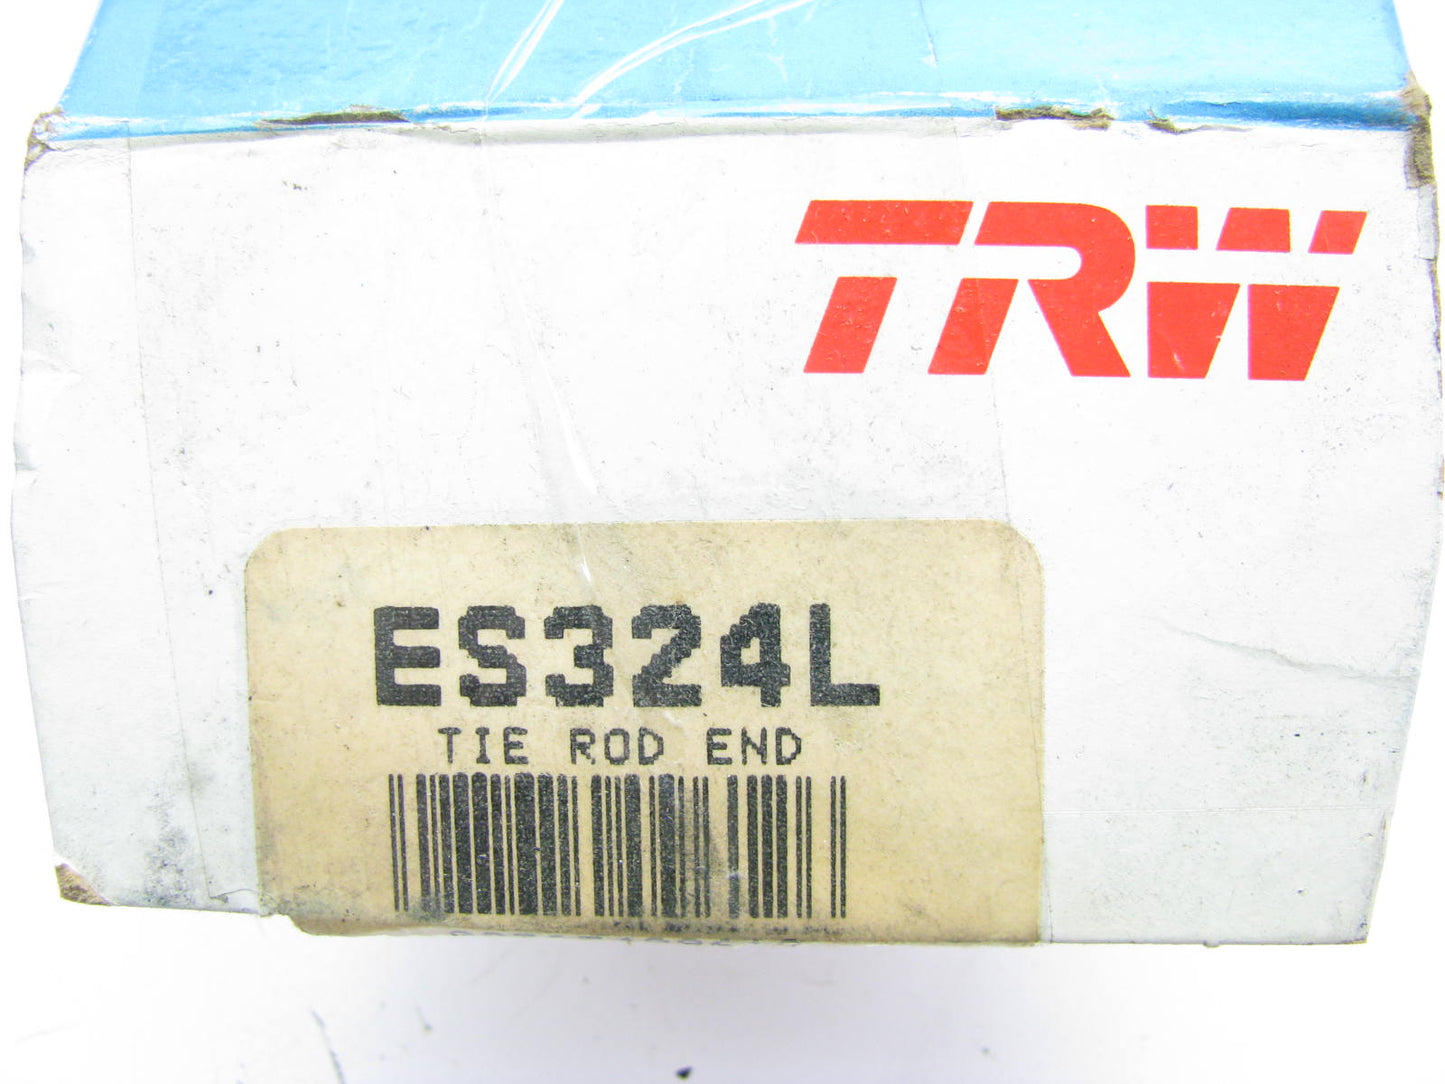 TRW
ES324L
TIE ROD END